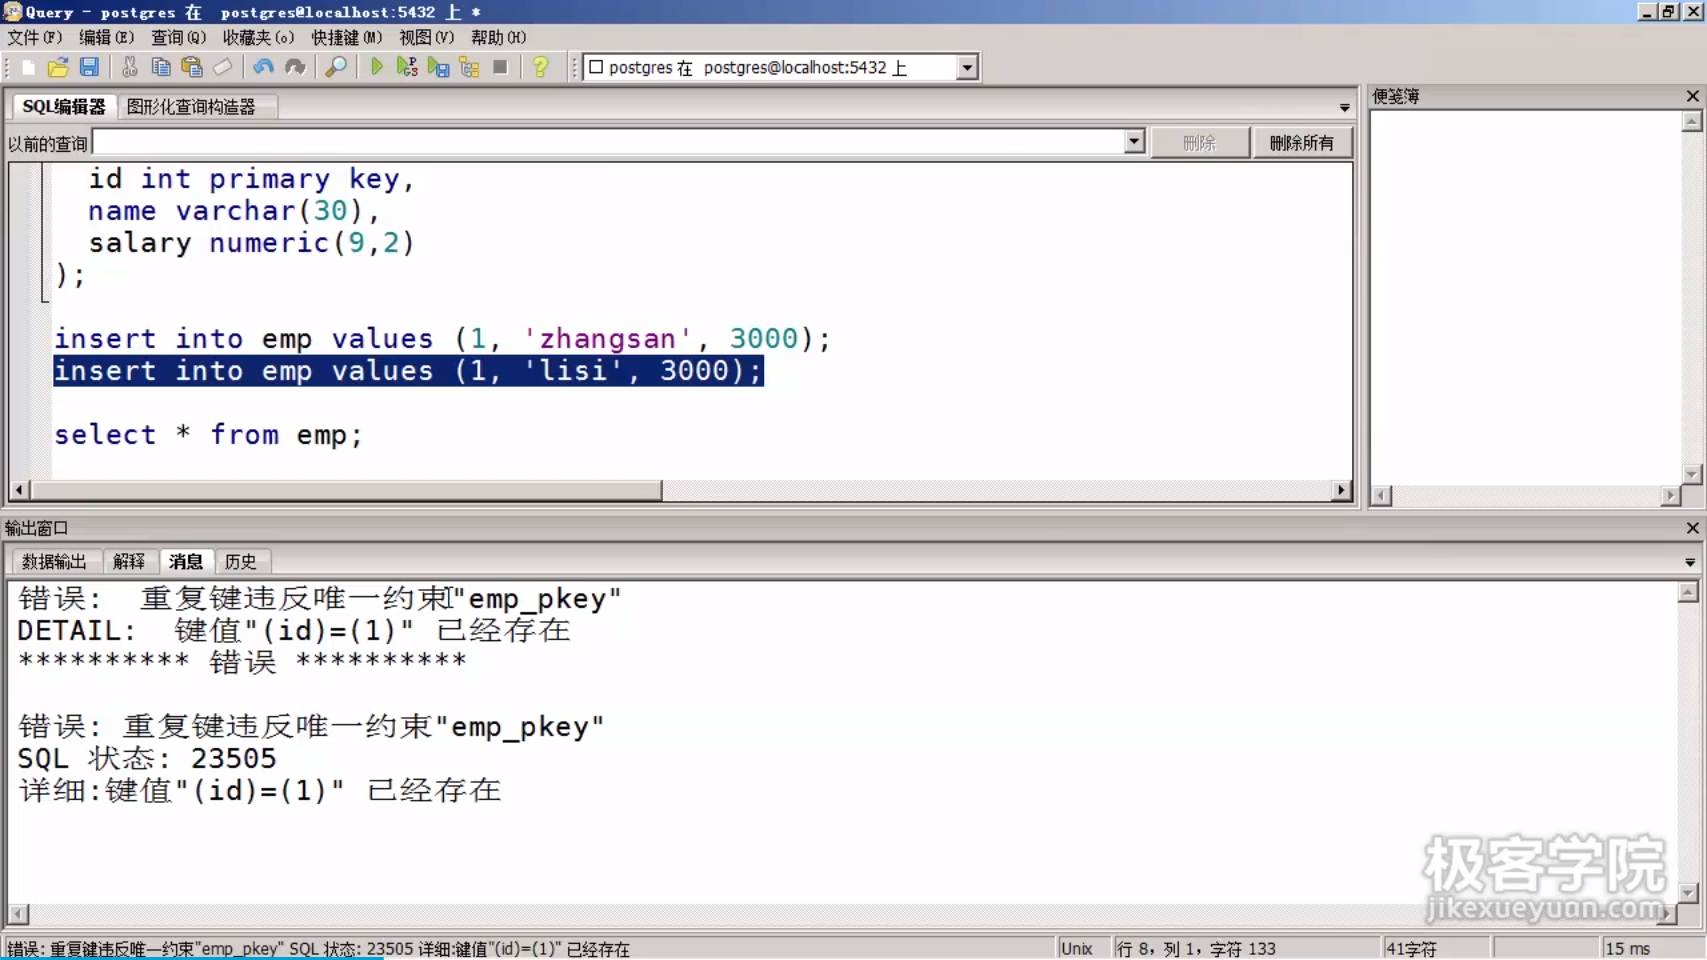 Query - postgres 在 postgres@localhost:5432 上 *
文件(F) 编辑(E) 查询(Q) 收藏夹(o) 快捷键(M) 视图(V) 帮助(H)
postgres 在 postgres@localhost:5432 上
SQL编辑器 图形化查询构造器
便笺簿
以前的查询 删除 删除所有
id int primary key,
name varchar(30),
salary numeric(9,2)
);
insert into emp values (1, 'zhangsan', 3000);
insert into emp values (1, 'lisi', 3000);
select * from emp;
输出窗口
数据输出 解释 消息 历史
错误: 重复键违反唯一约束"emp_pkey"
DETAIL: 键值"(id)=(1)" 已经存在
********** 错误 **********
错误: 重复键违反唯一约束"emp_pkey"
SQL 状态: 23505
详细:键值"(id)=(1)" 已经存在
极客学院
jikexueyuan.com
错误: 重复键违反唯一约束"emp_pkey" SQL 状态: 23505 详细:键值"(id)=(1)" 已经存在 Unix 行 8，列 1，字符 133 41字符 15 ms